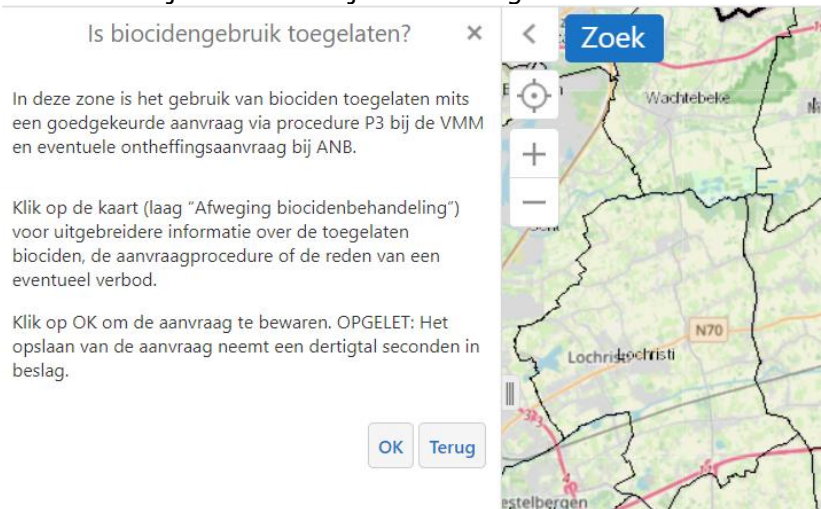 Is biocidengebruik toegelaten?
×
In deze zone is het gebruik van biociden toegelaten mits
een goedgekeurde aanvraag via procedure P3 bij de VMM
en eventuele ontheffingsaanvraag bij ANB.
Klik op de kaart (laag “Afweging biocidenbehandeling”)
voor uitgebreidere informatie over de toegelaten
biociden, de aanvraagprocedure of de reden van een
eventueel verbod.
Klik op OK om de aanvraag te bewaren. OPGELET: Het
opslaan van de aanvraag neemt een dertigtal seconden in
beslag.
OK
Terug
Zoek
Wachtebeke
N70
Lochristi
Lochristi